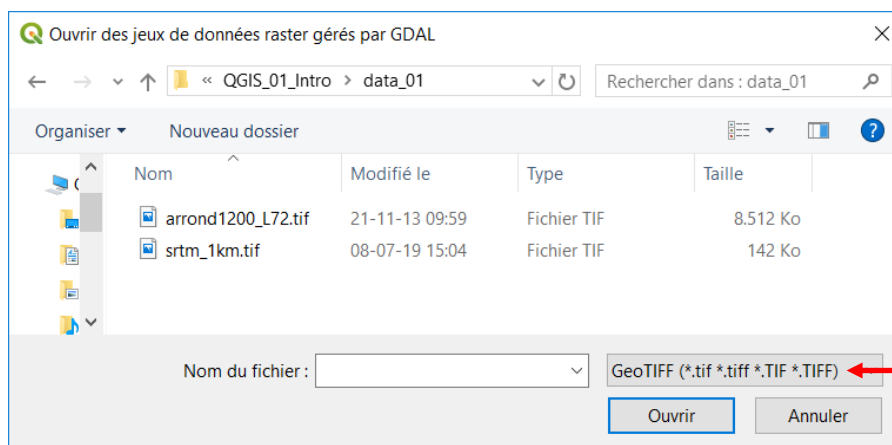 Ouvrir des jeux de données raster gérés par GDAL
« QGIS_01_Intro > data_01
Rechercher dans : data_01
Organiser Nouveau dossier
Nom Modifié le Type Taille
arrond1200_L72.tif 21-11-13 09:59 Fichier TIF 8.512 Ko
srtm_1km.tif 08-07-19 15:04 Fichier TIF 142 Ko
Nom du fichier : GeoTIFF (*.tif *.tiff *.TIF *.TIFF)
Ouvrir Annuler